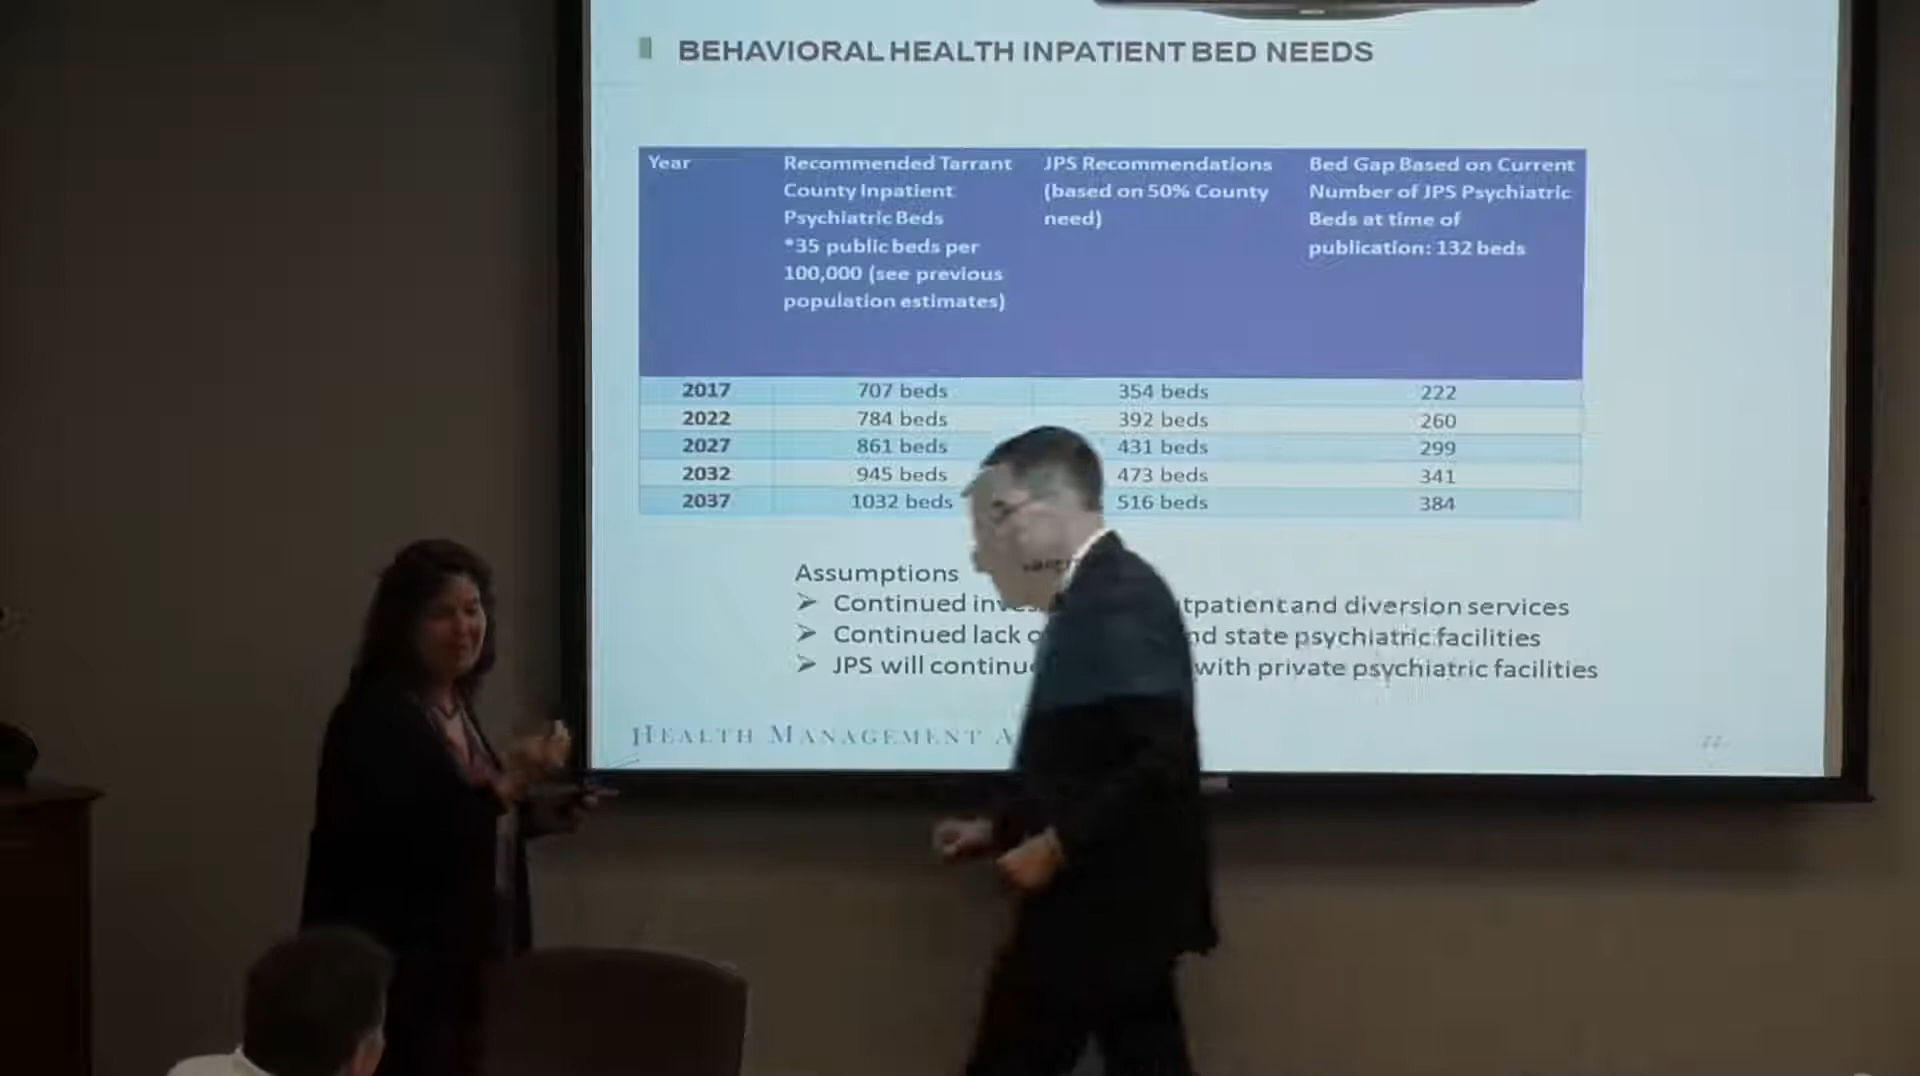 BEHAVIORAL HEALTH INPATIENT BED NEEDS
Year
Recommended Tarrant
County Inpatient
Psychiatric Beds
*35 public beds per
100,000 (see previous
population estimates)
JPS Recommendations
(based on 50% County
need)
Bed Gap Based on Current
Number of JPS Psychiatric
Beds at time of
publication: 132 beds
2017 707 beds 354 beds 222
2022 784 beds 392 beds 260
2027 861 beds 431 beds 299
2032 945 beds 473 beds 341
2037 1032 beds 516 beds 384
Assumptions
➢ Continued and diversion services
➢ Continued lack state psychiatric facilities
➢ JPS will with private psychiatric facilities
HEALTH MANAGEMENT